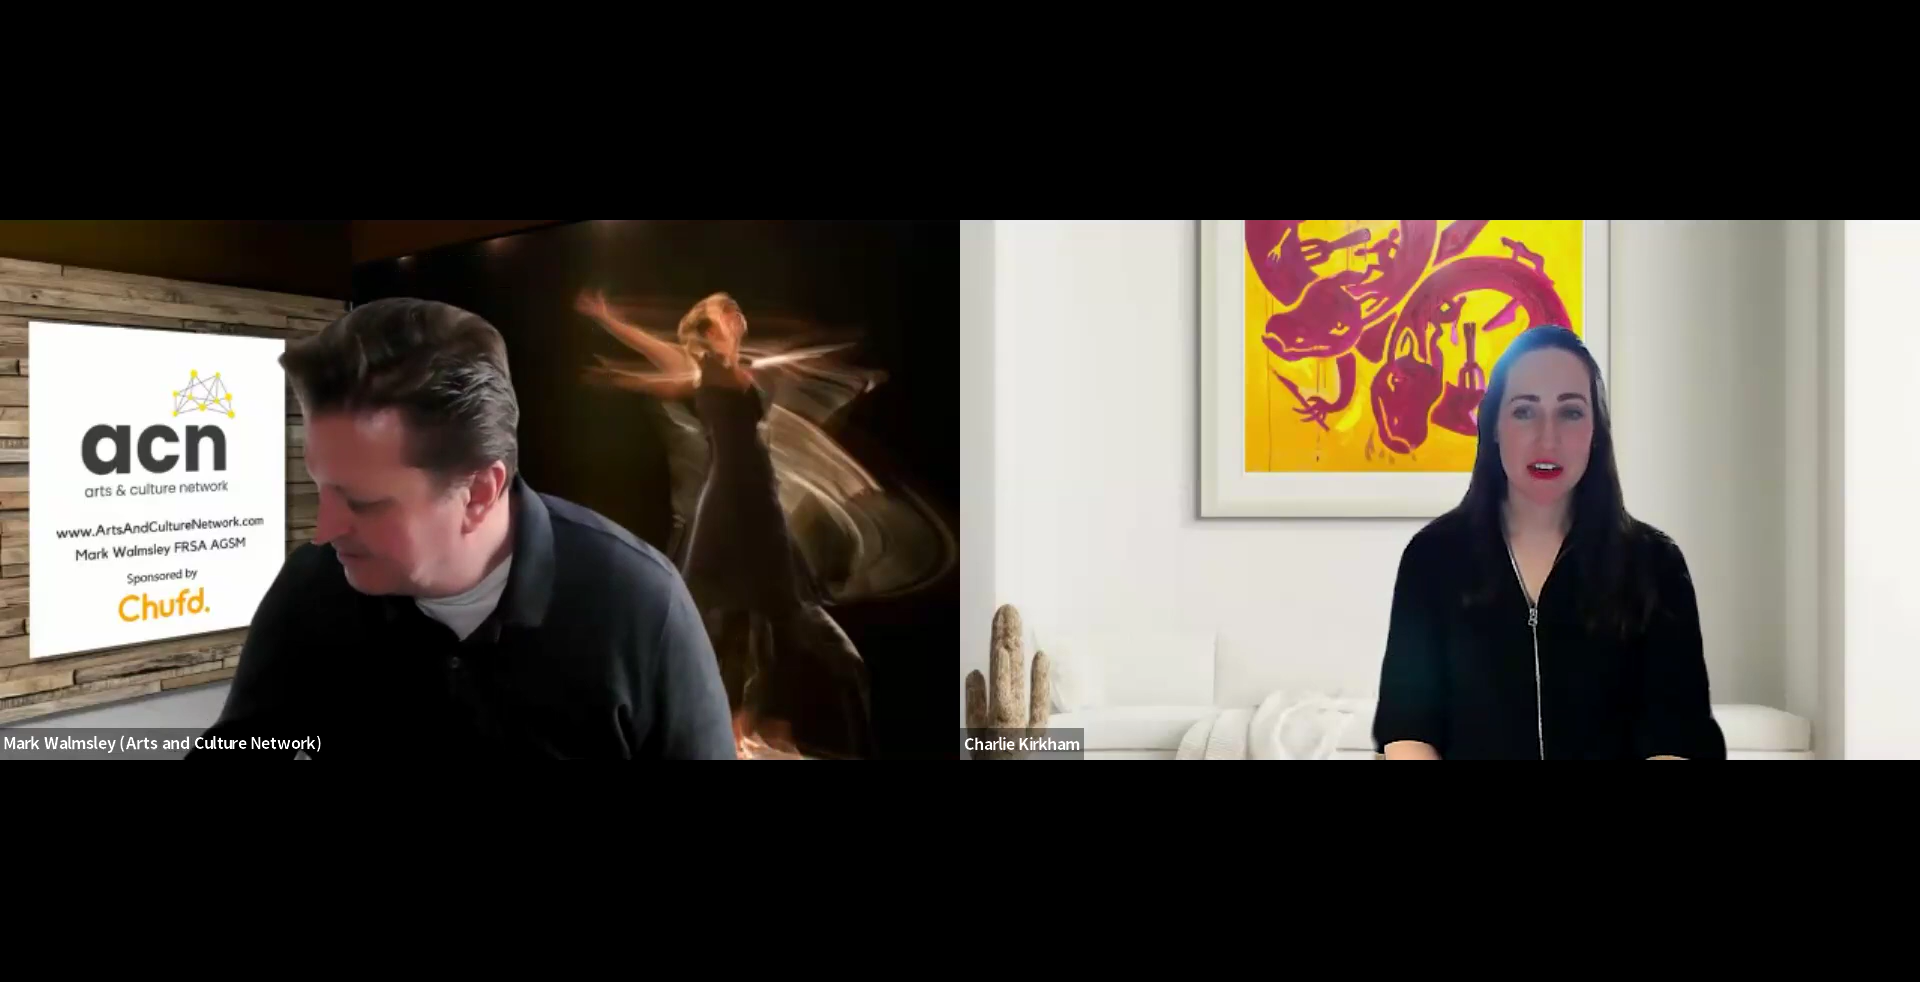 acn
arts & culture network
www.ArtsAndCultureNetwork.com
Mark Walmsley FRSA AGSM
Sponsored by
Chufd.
Mark Walmsley (Arts and Culture Network)
Charlie Kirkham